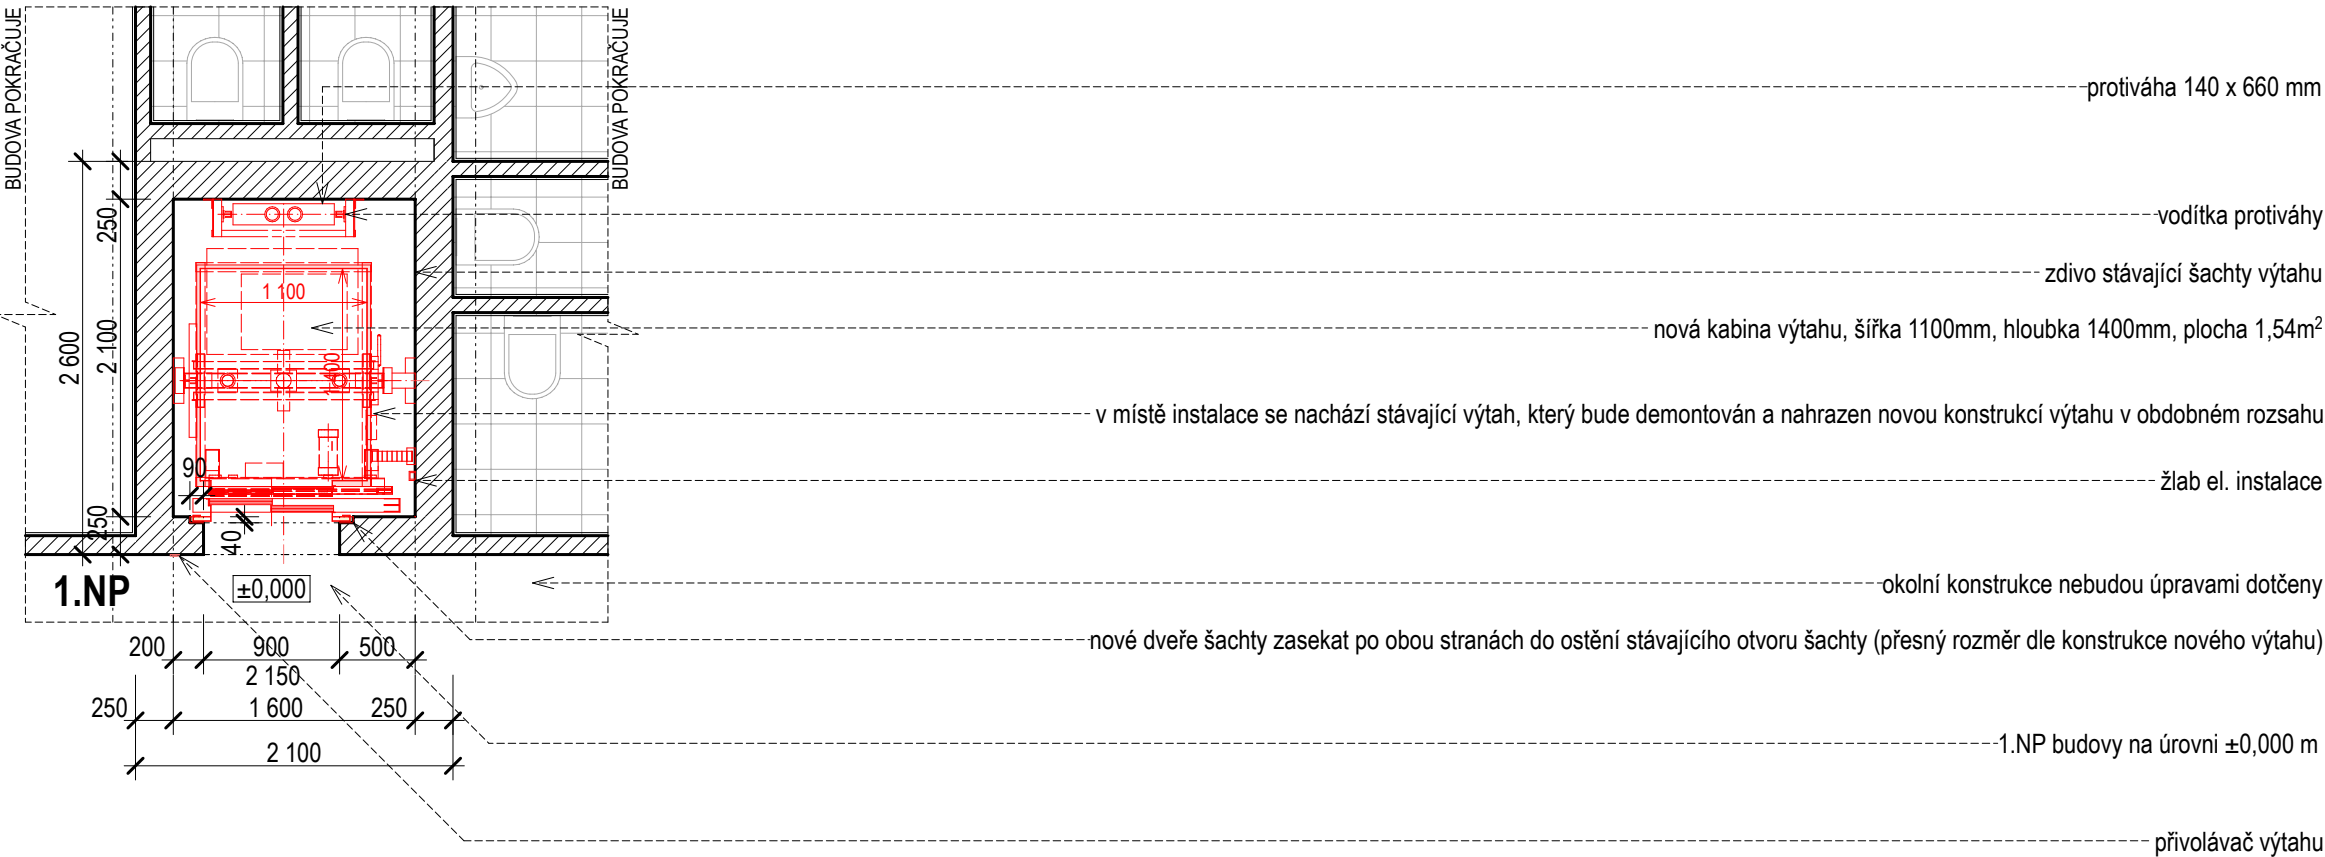 BUDOVA POKRAČUJE
BUDOVA POKRAČUJE
protiváha 140 x 660 mm
vodítka protiváhy
zdivo stávající šachty výtahu
nová kabina výtahu, šířka 1100mm, hloubka 1400mm, plocha 1,54m²
v místě instalace se nachází stávající výtah, který bude demontován a nahrazen novou konstrukcí výtahu v obdobném rozsahu
žlab el. instalace
okolní konstrukce nebudou úpravami dotčeny
nové dveře šachty zasekat po obou stranách do ostění stávajícího otvoru šachty (přesný rozměr dle konstrukce nového výtahu)
1.NP budovy na úrovni ±0,000 m
přivolávač výtahu
250
2 100
2 600
250
1 100
1 400
90
40
1.NP
±0,000
200 900 500
2 150
250 1 600 250
2 100